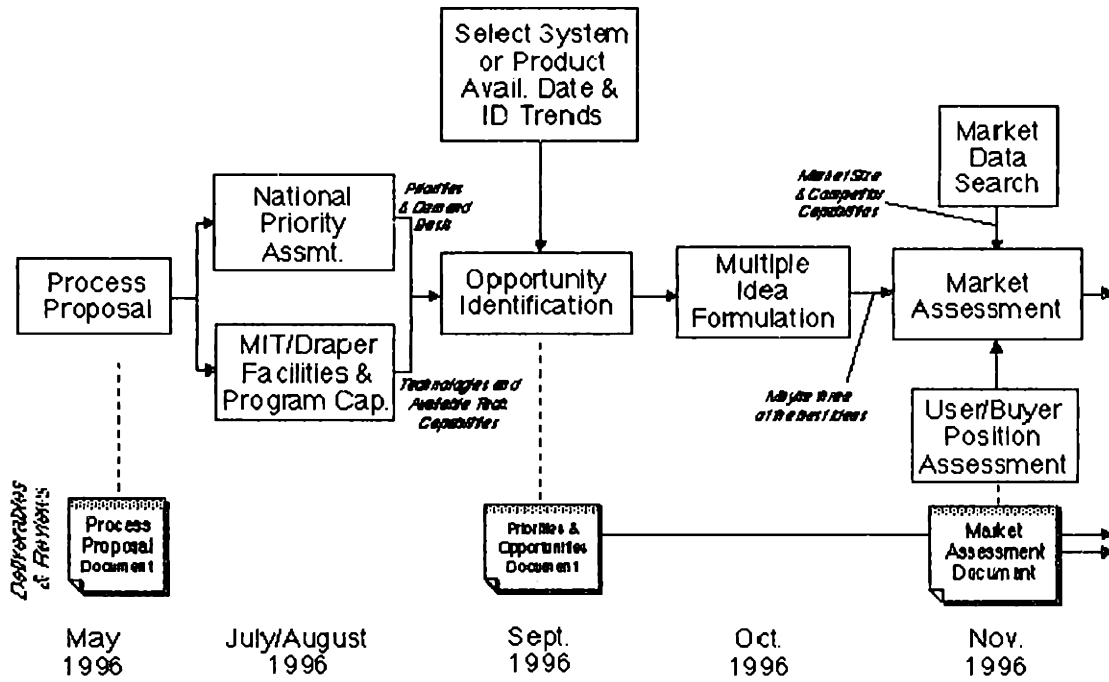 Select System
or Product
Avail. Date &
ID Trends
Market
Data
Search
Market Size
& Competitor
Capabilities
National
Priority
Assmt.
Priorities
& Demand
Process
Proposal
Opportunity
Identification
Multiple
Idea
Formulation
Market
Assessment
MIT/Draper
Facilities &
Program Cap.
Technologies and
Available Tech.
Capabilities
Maybe three
of the best ideas
User/Buyer
Position
Assessment
Deliverables
& Reviews
Process
Proposal
Document
Priorities &
Opportunities
Document
Market
Assessment
Document
May
1996
July/August
1996
Sept.
1996
Oct.
1996
Nov.
1996